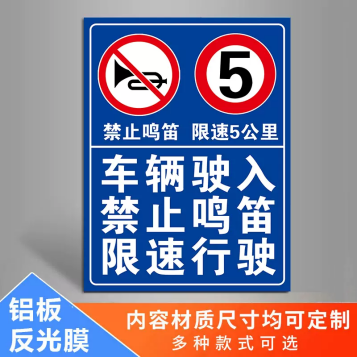 5
禁止鸣笛 限速5公里
车辆驶入
禁止鸣笛
限速行驶
铝板
反光膜
内容材质尺寸均可定制
多种款式可选